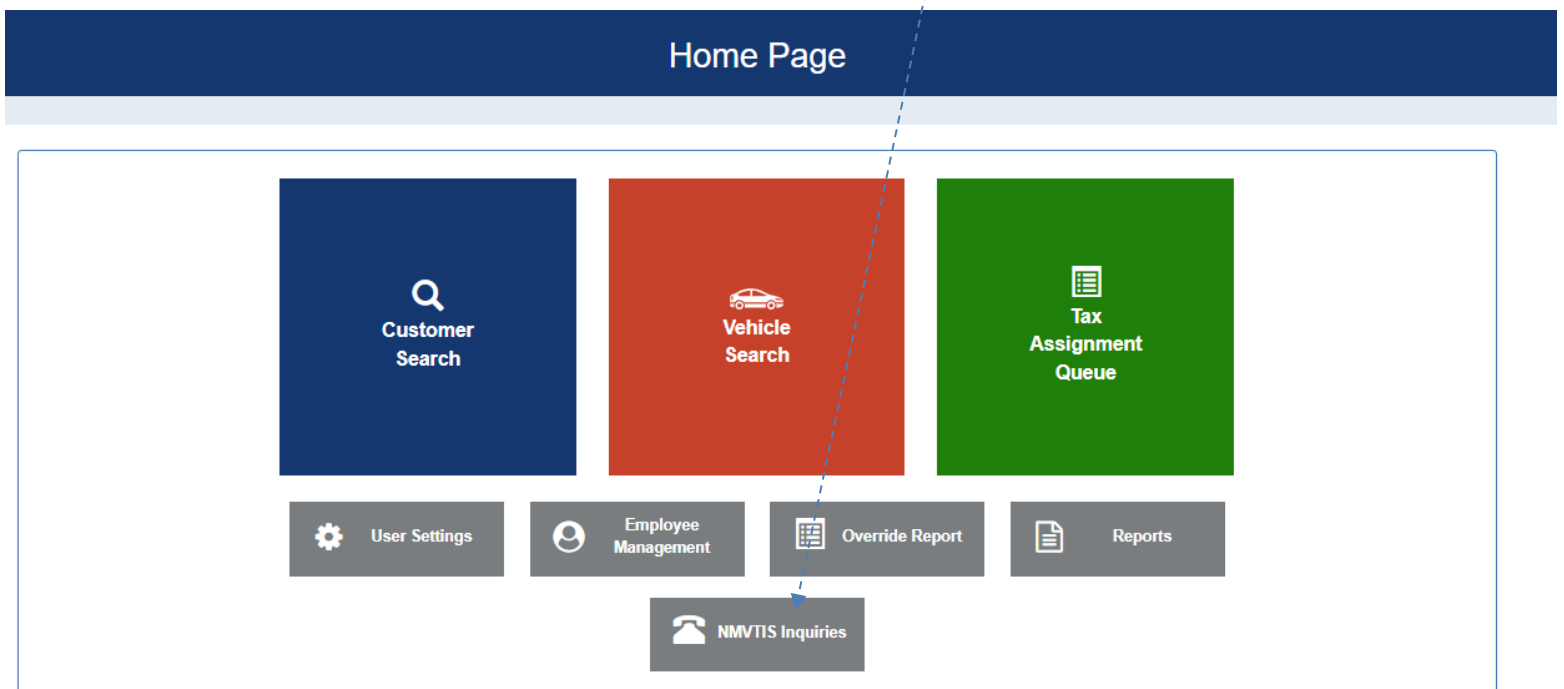 Home Page
Customer
Search
Vehicle
Search
Tax
Assignment
Queue
User Settings
Employee
Management
Override Report
Reports
NMVTIS Inquiries